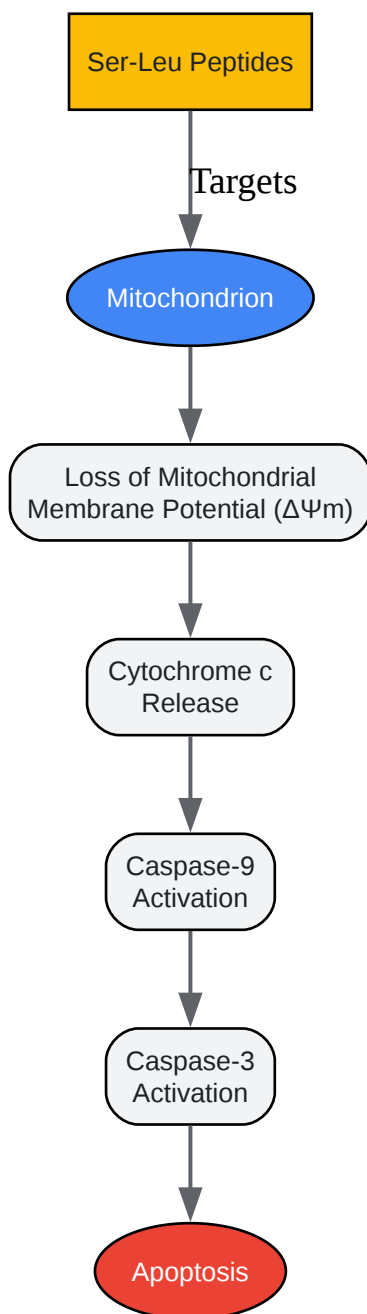 Ser-Leu Peptides
Targets
Mitochondrion
Loss of Mitochondrial
Membrane Potential (ΔΨm)
Cytochrome c
Release
Caspase-9
Activation
Caspase-3
Activation
Apoptosis